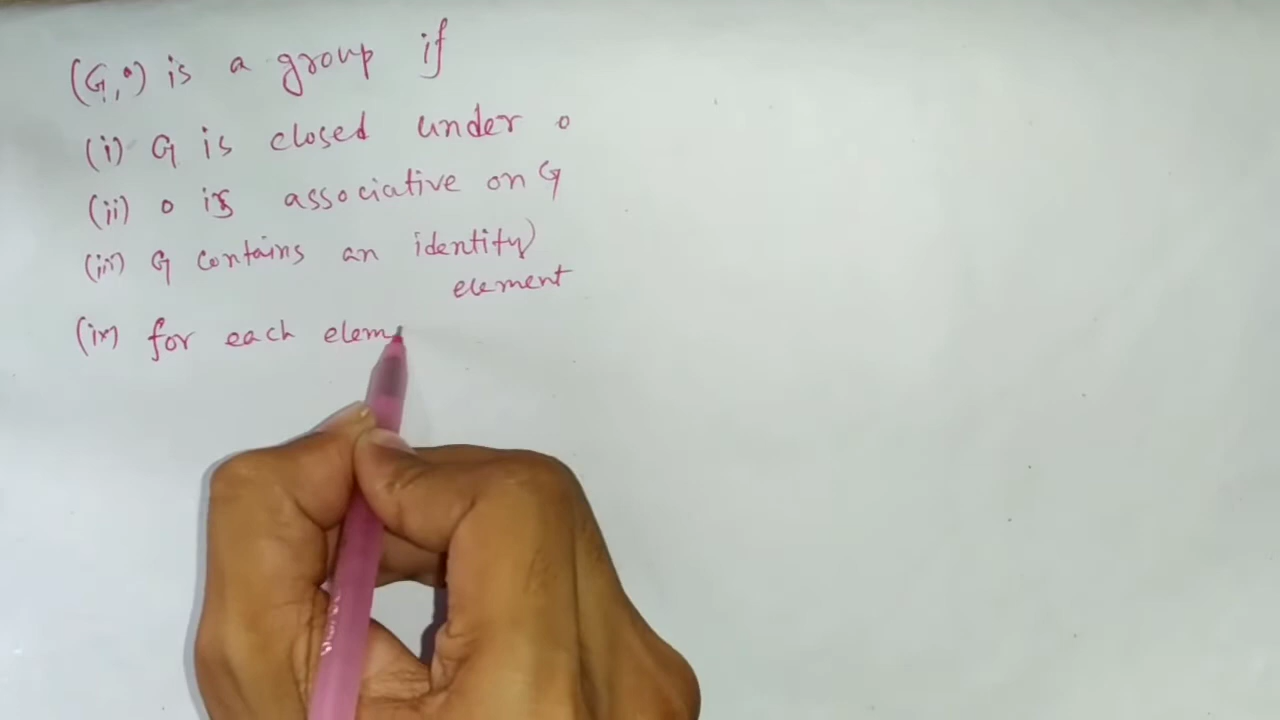 (G, o) is a group if
(i) G is closed under o
(ii) o is associative on G
(iii) G contains an identity
element
(iv) for each elem